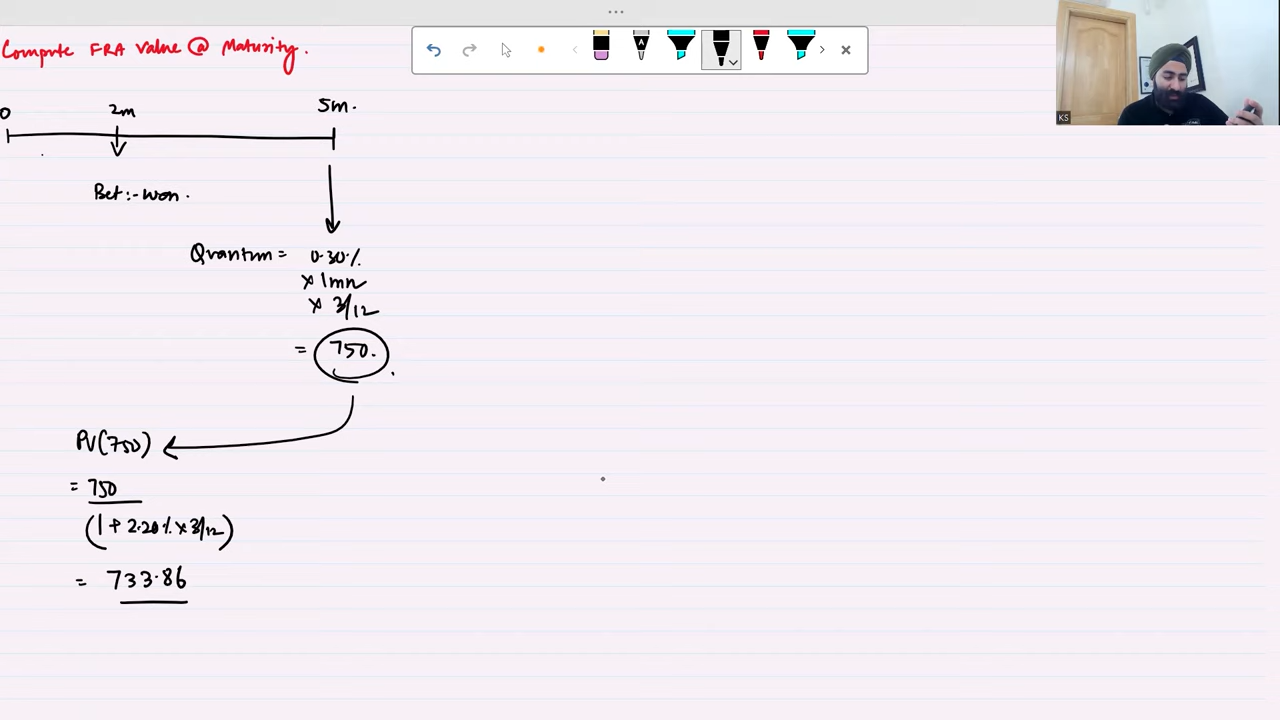 Compute FRA value @ Maturity.
0 2m 5m.
Bet:- won.
Quantum = 0.30%
x 1mn
x 3/12
= 750.
PV(750)
= 750
(1 + 2.20% x 3/12)
= 733.86
KS